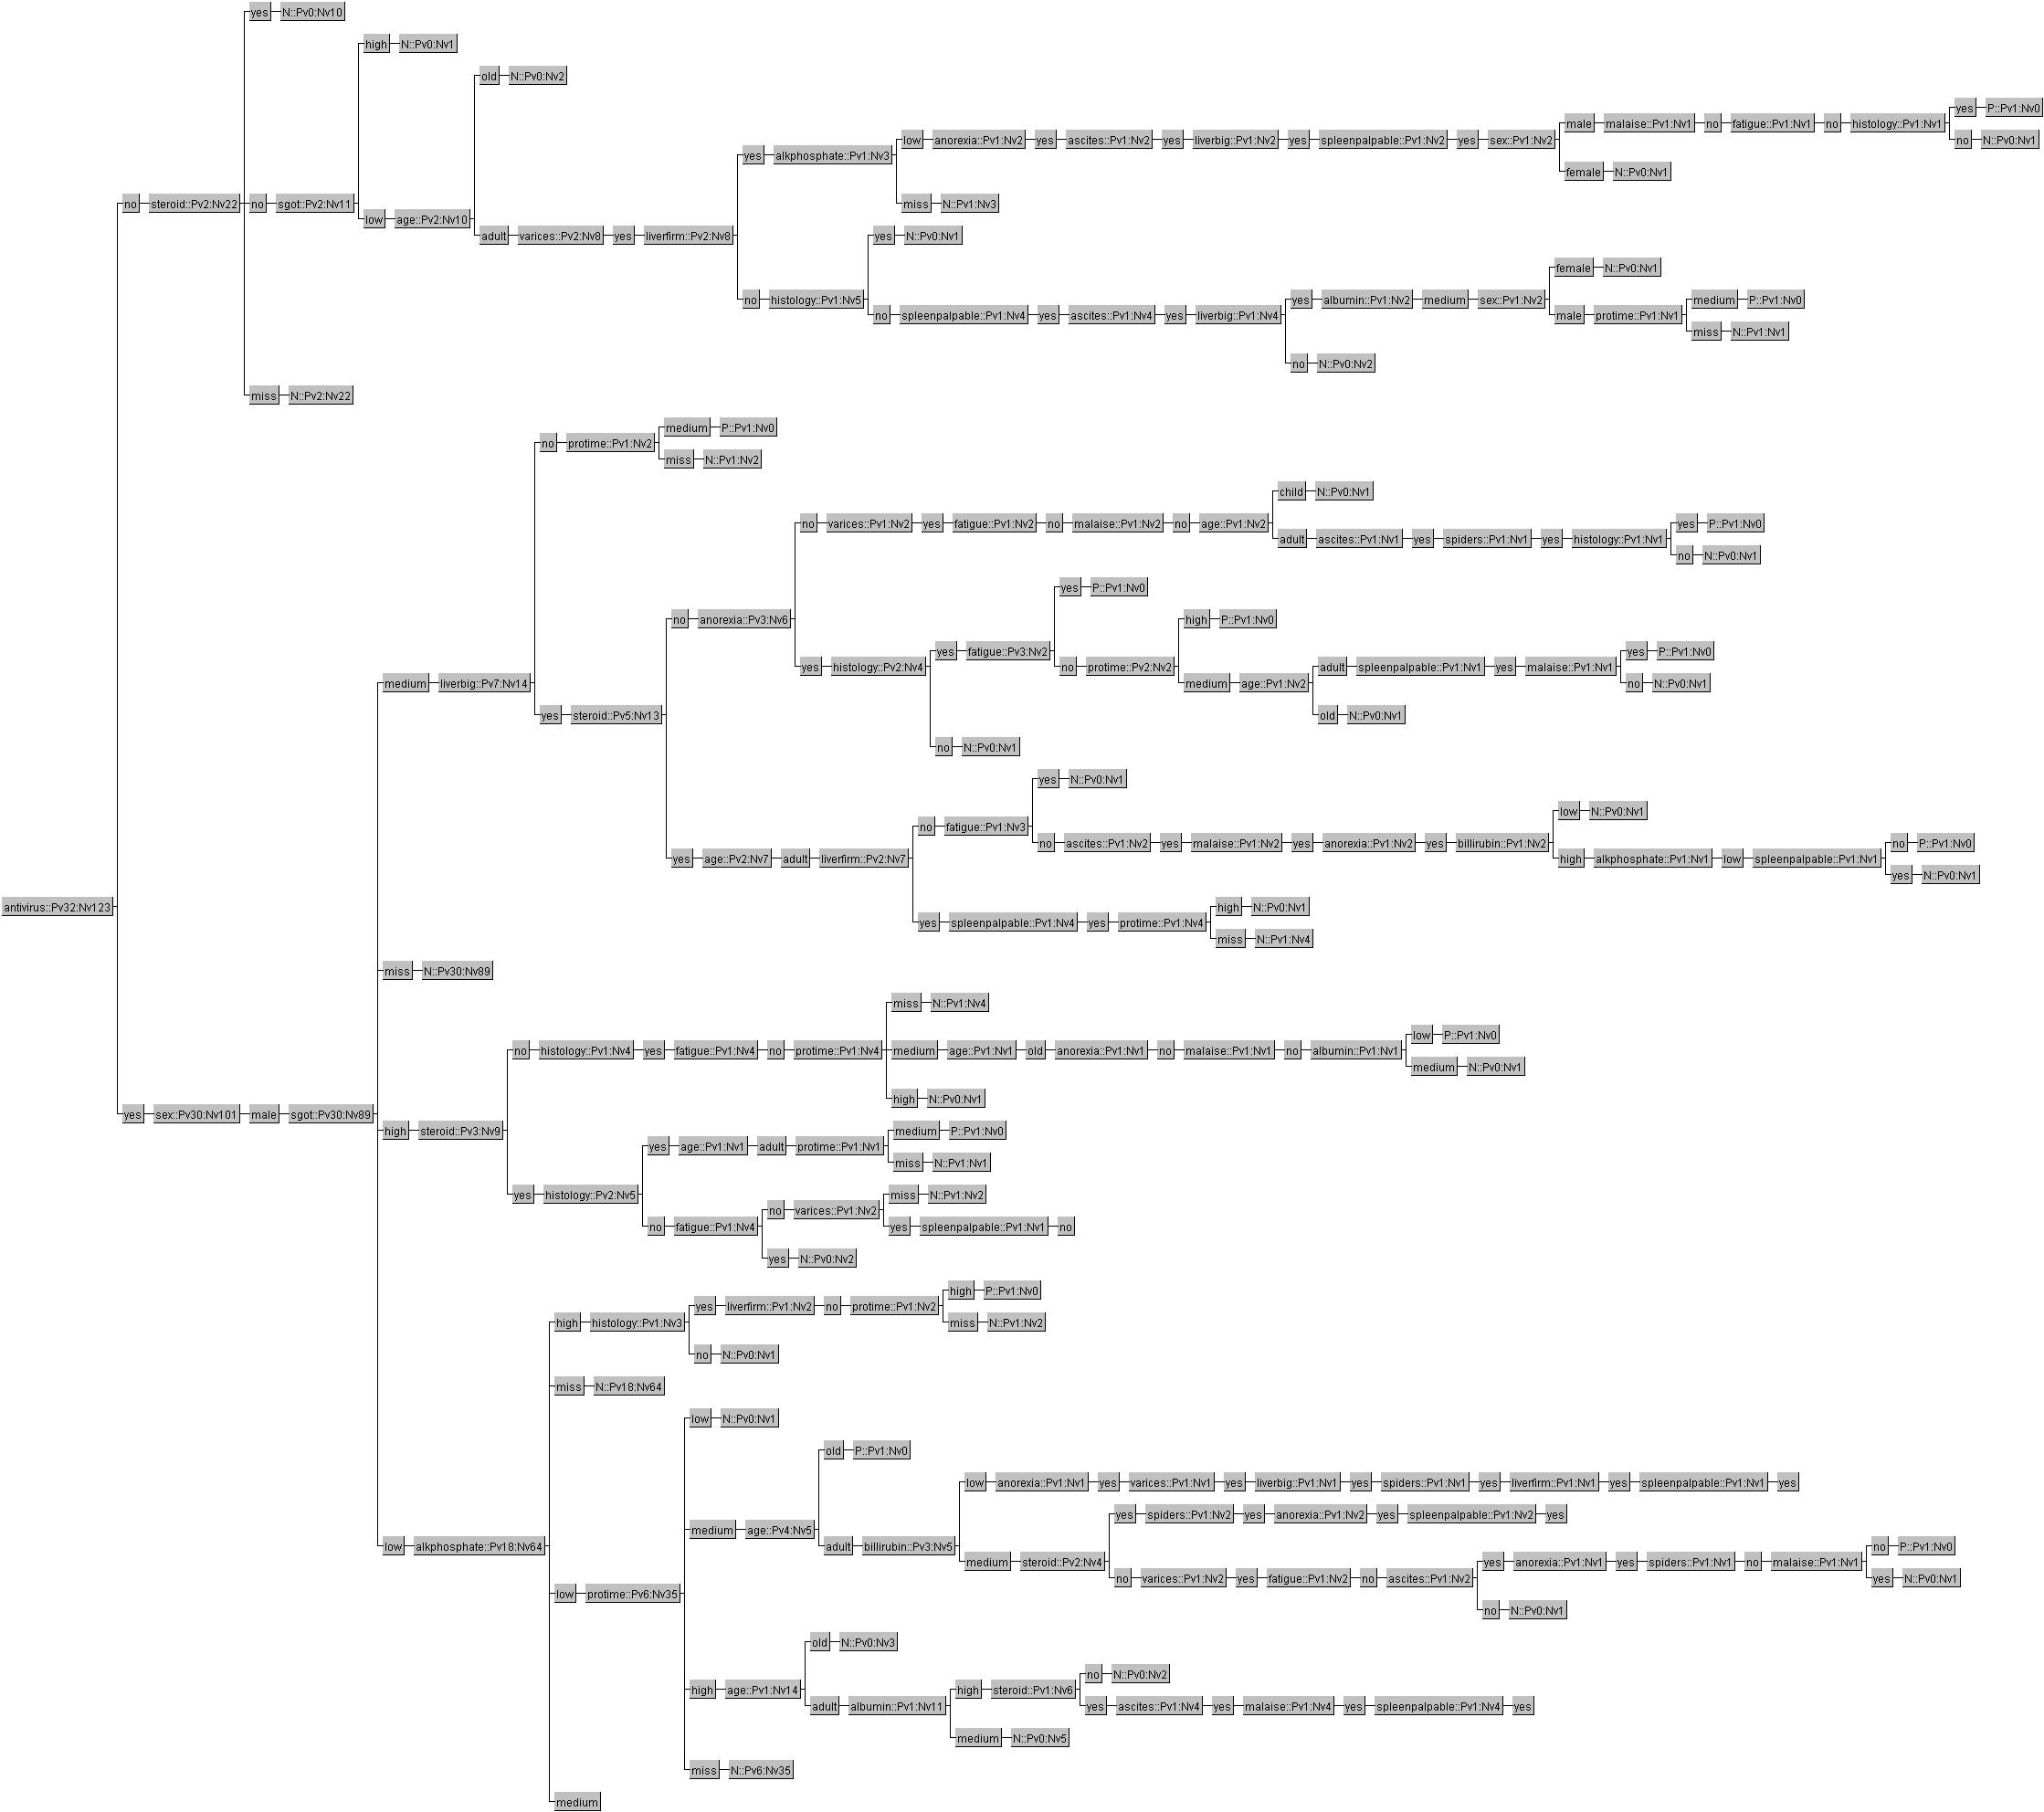 yes N::Pv0:Nv10
high N::Pv0:Nv1
old N::Pv0:Nv2
yes P::Pv1:Nv0
male malaise::Pv1:Nv1 no fatigue::Pv1:Nv1 no histology::Pv1:Nv1
low anorexia::Pv1:Nv2 yes ascites::Pv1:Nv2 yes liverbig::Pv1:Nv2 yes spleenpalpable::Pv1:Nv2 yes sex::Pv1:Nv2 no N::Pv0:Nv1
yes alkphosphate::Pv1:Nv3
female N::Pv0:Nv1
no steroid::Pv2:Nv22 no sgot::Pv2:Nv11 miss N::Pv1:Nv3
low age::Pv2:Nv10
adult varices::Pv2:Nv8 yes liverfirm::Pv2:Nv8 yes N::Pv0:Nv1
female N::Pv0:Nv1
no histology::Pv1:Nv5 yes albumin::Pv1:Nv2 medium sex::Pv1:Nv2 medium P::Pv1:Nv0
no spleenpalpable::Pv1:Nv4 yes ascites::Pv1:Nv4 yes liverbig::Pv1:Nv4 male protime::Pv1:Nv1
miss N::Pv1:Nv1
no N::Pv0:Nv2
miss N::Pv2:Nv22
medium P::Pv1:Nv0
no protime::Pv1:Nv2
miss N::Pv1:Nv2
child N::Pv0:Nv1
no varices::Pv1:Nv2 yes fatigue::Pv1:Nv2 no malaise::Pv1:Nv2 no age::Pv1:Nv2 yes P::Pv1:Nv0
adult ascites::Pv1:Nv1 yes spiders::Pv1:Nv1 yes histology::Pv1:Nv1
no N::Pv0:Nv1
yes P::Pv1:Nv0
no anorexia::Pv3:Nv6 high P::Pv1:Nv0
yes fatigue::Pv3:Nv2 yes P::Pv1:Nv0
yes histology::Pv2:Nv4 no protime::Pv2:Nv2 adult spleenpalpable::Pv1:Nv1 yes malaise::Pv1:Nv1
medium liverbig::Pv7:Nv14 medium age::Pv1:Nv2 no N::Pv0:Nv1
yes steroid::Pv5:Nv13 old N::Pv0:Nv1
no N::Pv0:Nv1
yes N::Pv0:Nv1
low N::Pv0:Nv1
no fatigue::Pv1:Nv3
no ascites::Pv1:Nv2 yes malaise::Pv1:Nv2 yes anorexia::Pv1:Nv2 yes billirubin::Pv1:Nv2 no P::Pv1:Nv0
yes age::Pv2:Nv7 adult liverfirm::Pv2:Nv7 high alkphosphate::Pv1:Nv1 low spleenpalpable::Pv1:Nv1
yes N::Pv0:Nv1
antivirus::Pv32:Nv123 high N::Pv0:Nv1
yes spleenpalpable::Pv1:Nv4 yes protime::Pv1:Nv4
miss N::Pv1:Nv4
miss N::Pv30:Nv89
miss N::Pv1:Nv4
low P::Pv1:Nv0
no histology::Pv1:Nv4 yes fatigue::Pv1:Nv4 no protime::Pv1:Nv4 medium age::Pv1:Nv1 old anorexia::Pv1:Nv1 no malaise::Pv1:Nv1 no albumin::Pv1:Nv1
medium N::Pv0:Nv1
high N::Pv0:Nv1
yes sex::Pv30:Nv101 male sgot::Pv30:Nv89
high steroid::Pv3:Nv9 medium P::Pv1:Nv0
yes age::Pv1:Nv1 adult protime::Pv1:Nv1
miss N::Pv1:Nv1
yes histology::Pv2:Nv5 miss N::Pv1:Nv2
no varices::Pv1:Nv2
no fatigue::Pv1:Nv4 yes spleenpalpable::Pv1:Nv1 no
yes N::Pv0:Nv2
high P::Pv1:Nv0
yes liverfirm::Pv1:Nv2 no protime::Pv1:Nv2
high histology::Pv1:Nv3 miss N::Pv1:Nv2
no N::Pv0:Nv1
miss N::Pv18:Nv64
low N::Pv0:Nv1
old P::Pv1:Nv0
low anorexia::Pv1:Nv1 yes varices::Pv1:Nv1 yes liverbig::Pv1:Nv1 yes spiders::Pv1:Nv1 yes liverfirm::Pv1:Nv1 yes spleenpalpable::Pv1:Nv1 yes
yes spiders::Pv1:Nv2 yes anorexia::Pv1:Nv2 yes spleenpalpable::Pv1:Nv2 yes
medium age::Pv4:Nv5
low alkphosphate::Pv18:Nv64 adult billirubin::Pv3:Nv5 no P::Pv1:Nv0
medium steroid::Pv2:Nv4 yes anorexia::Pv1:Nv1 yes spiders::Pv1:Nv1 no malaise::Pv1:Nv1
no varices::Pv1:Nv2 yes fatigue::Pv1:Nv2 no ascites::Pv1:Nv2 yes N::Pv0:Nv1
low protime::Pv6:Nv35
no N::Pv0:Nv1
old N::Pv0:Nv3
no N::Pv0:Nv2
high age::Pv1:Nv14 high steroid::Pv1:Nv6
adult albumin::Pv1:Nv11 yes ascites::Pv1:Nv4 yes malaise::Pv1:Nv4 yes spleenpalpable::Pv1:Nv4 yes
medium N::Pv0:Nv5
miss N::Pv6:Nv35
medium